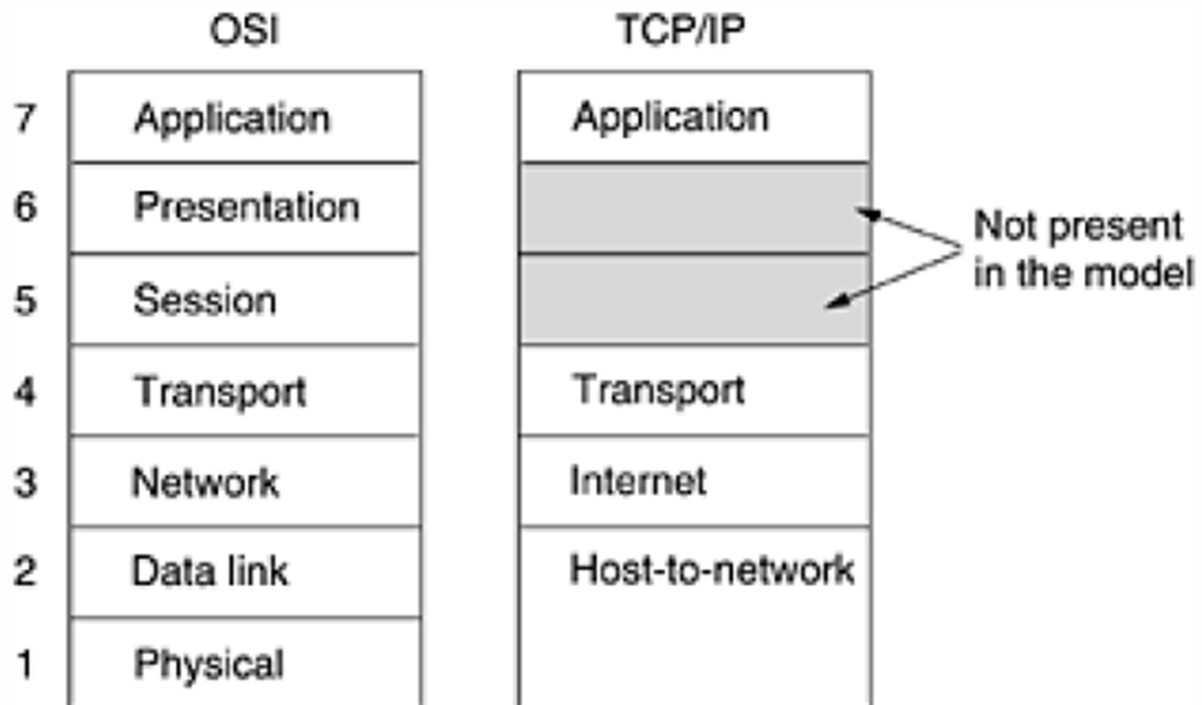 OSI
TCP/IP
7
Application
Application
6
Presentation
Not present
in the model
5
Session
4
Transport
Transport
3
Network
Internet
2
Data link
Host-to-network
1
Physical